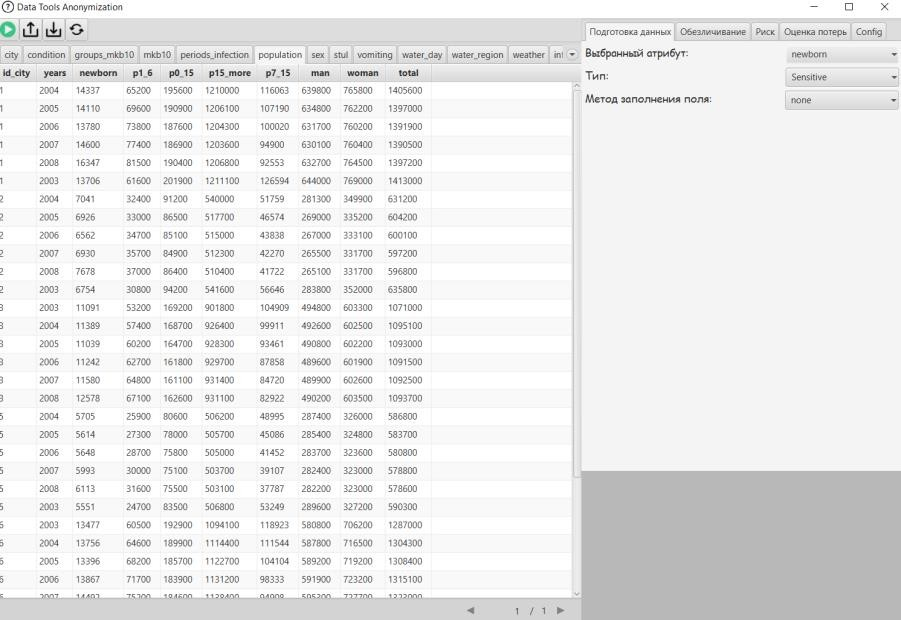 Data Tools Anonymization
city condition groups_mkb10 mkb10 periods_infection population sex stul vomiting water_day water_region weather
id_city years newborn p1_6 p0_15 p15_more p7_15 man woman total
1 2004 14337 65200 195600 1210000 116063 639800 765800 1405600
1 2005 14110 69600 190900 1206100 107190 634800 762200 1397000
1 2006 13780 73800 187600 1204300 100020 631700 760200 1391900
1 2007 14600 77400 186900 1203600 94900 630100 760400 1390500
1 2008 16347 81500 190400 1206800 92553 632700 764500 1397200
1 2003 13706 61600 201900 1211100 126594 644000 769000 1413000
2 2004 7041 32400 91200 540000 51759 281300 349900 631200
2 2005 6926 33000 86500 517700 46574 269000 335200 604200
2 2006 6562 34700 85100 515000 43838 267000 333100 600100
2 2007 6930 35700 84900 512300 42270 265500 331700 597200
2 2008 7678 37000 86400 510400 41722 265100 331700 596800
2 2003 6754 30800 94200 541600 56646 283800 352000 635800
3 2003 11091 53200 169200 901800 104909 494800 603300 1071000
3 2004 11389 57400 168700 926400 99911 492600 602500 1095100
3 2005 11039 60200 164700 928300 93461 490800 602200 1093000
3 2006 11242 62700 161800 929700 87858 489600 601900 1091500
3 2007 11580 64800 161100 931400 84720 489900 602600 1092500
3 2008 12578 67100 162600 931100 82922 490200 603500 1093700
5 2004 5705 25900 80600 506200 48995 287400 326000 586800
5 2005 5614 27300 78000 505700 45086 285400 324800 583700
5 2006 5648 28700 75800 505000 41452 283700 323600 580800
5 2007 5993 30000 75100 503700 39107 282400 323000 578800
5 2008 6113 31600 75500 503100 37787 282200 323000 578600
5 2003 5551 24700 83500 506800 53249 289600 327200 590300
6 2003 13477 60500 192900 1094100 118923 580800 706200 1287000
6 2004 13756 64600 189900 1114400 111544 587800 716500 1304300
6 2005 13396 68200 185700 1122700 104104 589200 719200 1308400
6 2006 13867 71700 183900 1131200 98333 591900 723200 1315100
6 2007 14492 75200 184600 1138400 94908 595300 727700 1323000
1 / 1
Подготовка данных Обезличивание Риск Оценка потерь Config
Выбранный атрибут: newborn
Тип: Sensitive
Метод заполнения поля: none